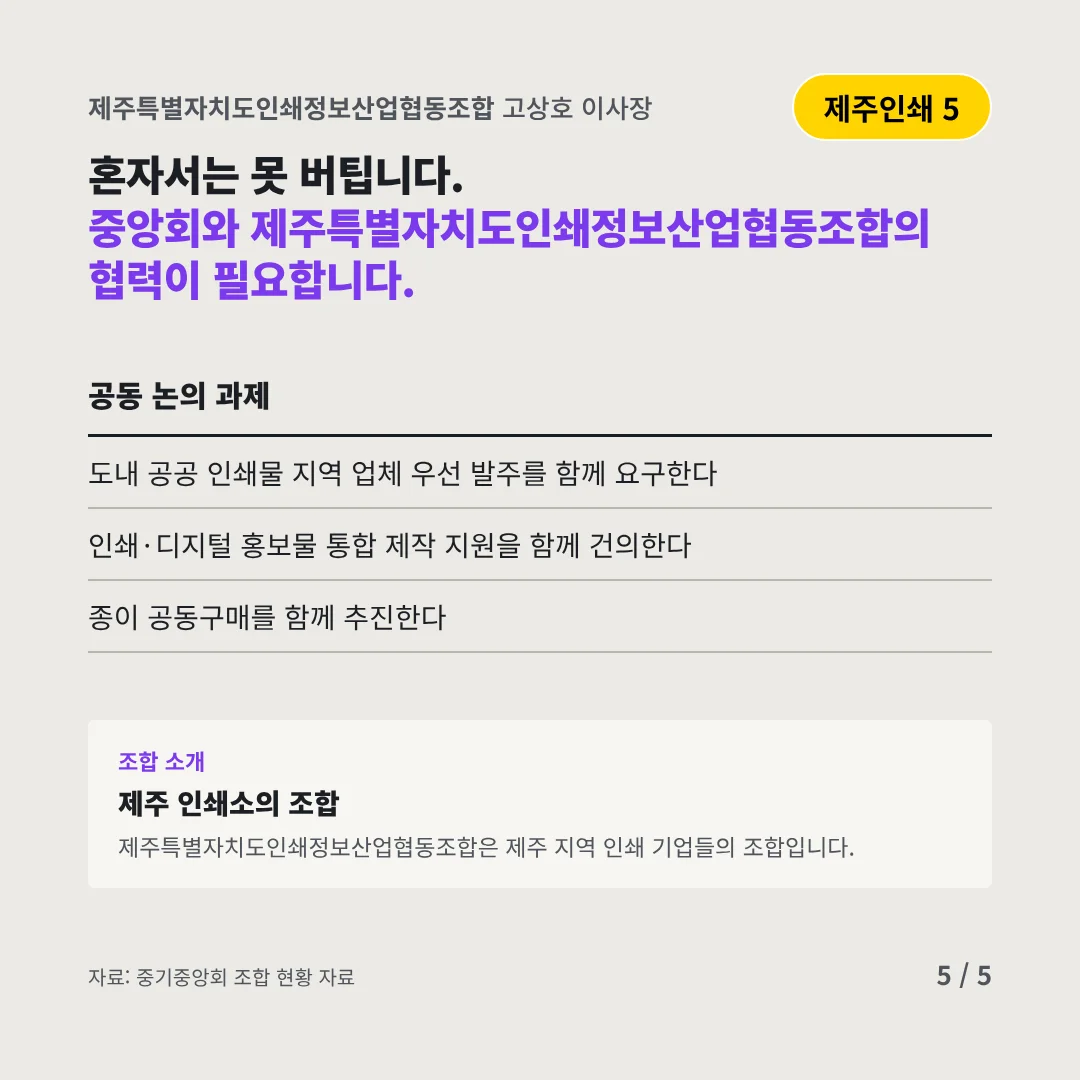 제주특별자치도인쇄정보산업협동조합 고상호 이사장
제주인쇄 5
혼자서는 못 버팁니다.
중앙회와 제주특별자치도인쇄정보산업협동조합의
협력이 필요합니다.
공동 논의 과제
도내 공공 인쇄물 지역 업체 우선 발주를 함께 요구한다
인쇄·디지털 홍보물 통합 제작 지원을 함께 건의한다
종이 공동구매를 함께 추진한다
조합 소개
제주 인쇄소의 조합
제주특별자치도인쇄정보산업협동조합은 제주 지역 인쇄 기업들의 조합입니다.
자료: 중기중앙회 조합 현황 자료
5 / 5